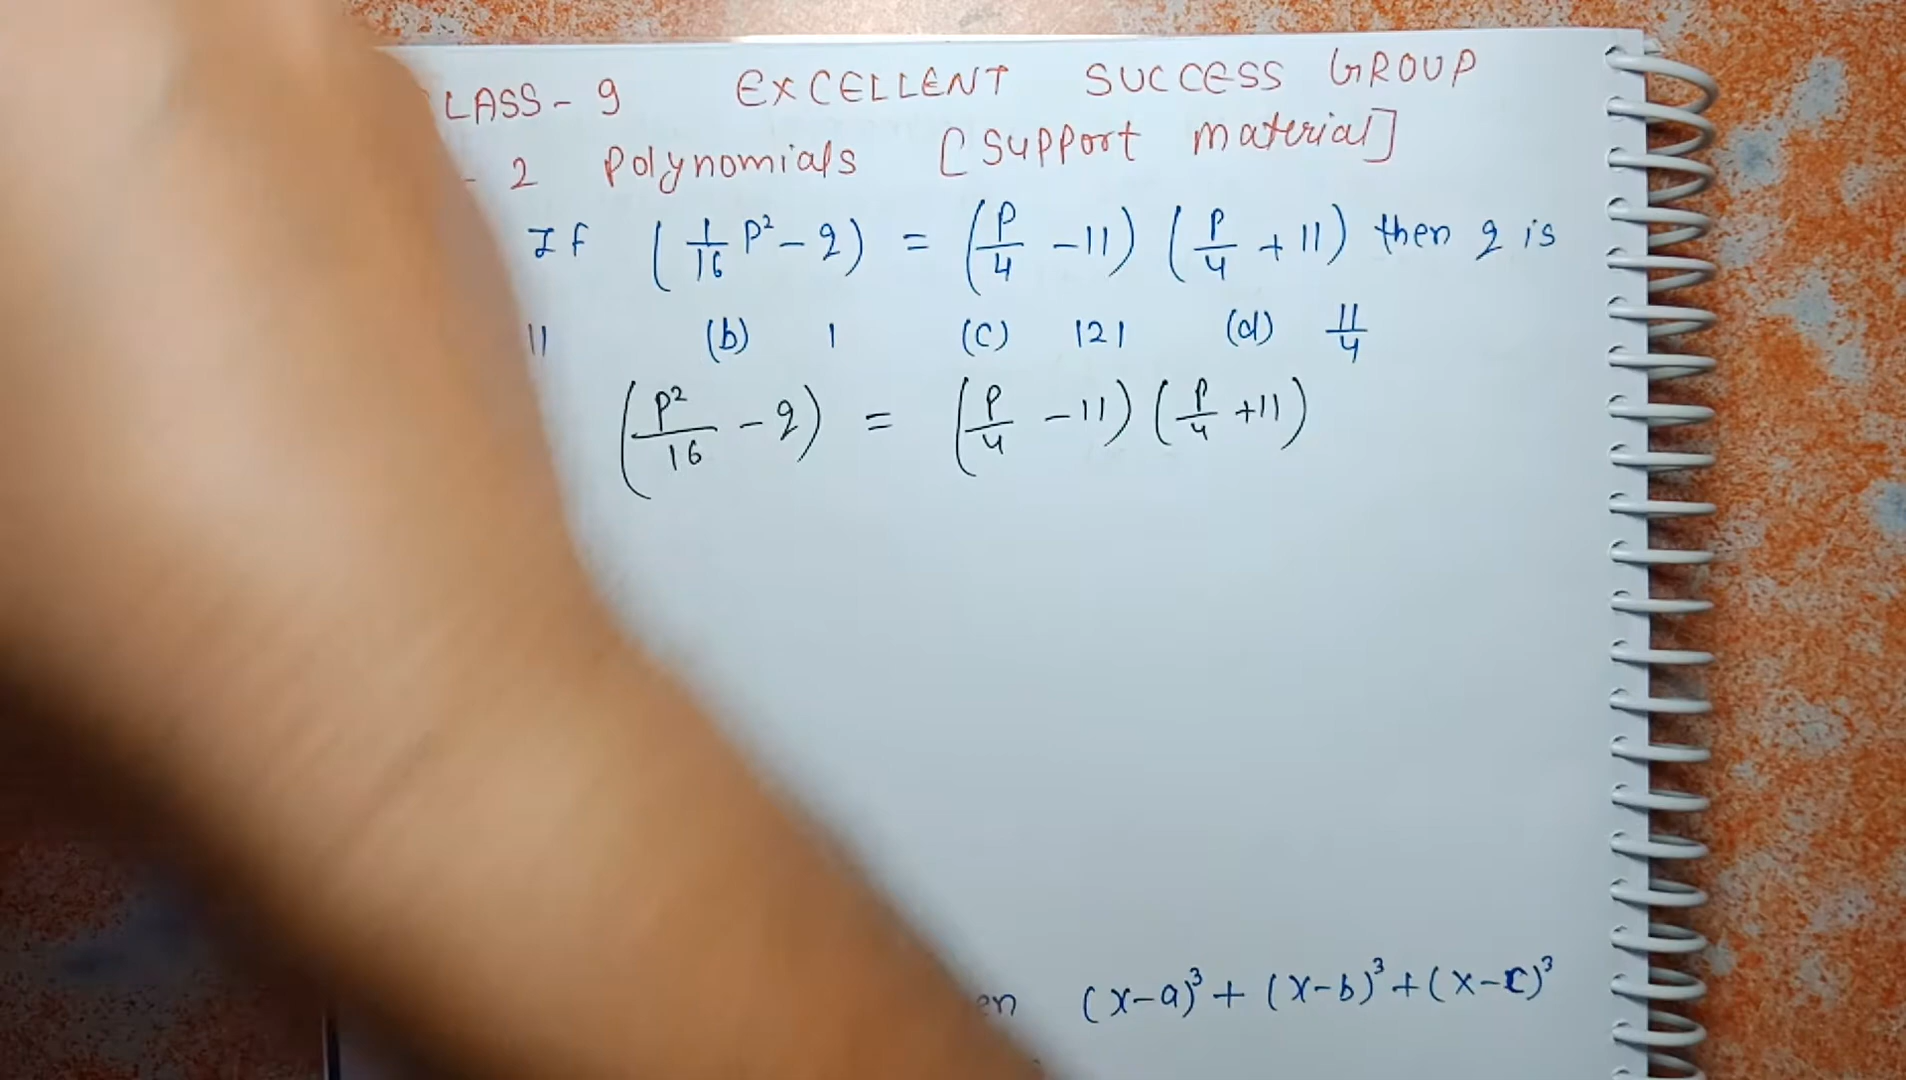 LASS-9 EXCELLENT SUCCESS GROUP
- 2 Polynomials [Support material]
If (1/16 P² - q) = (P/4 - 11) (P/4 + 11) then q is
11 (b) 1 (c) 121 (d) 11/4
(P²/16 - q) = (P/4 - 11) (P/4 + 11)
en (x-a)³ + (x-b)³ + (x-c)³